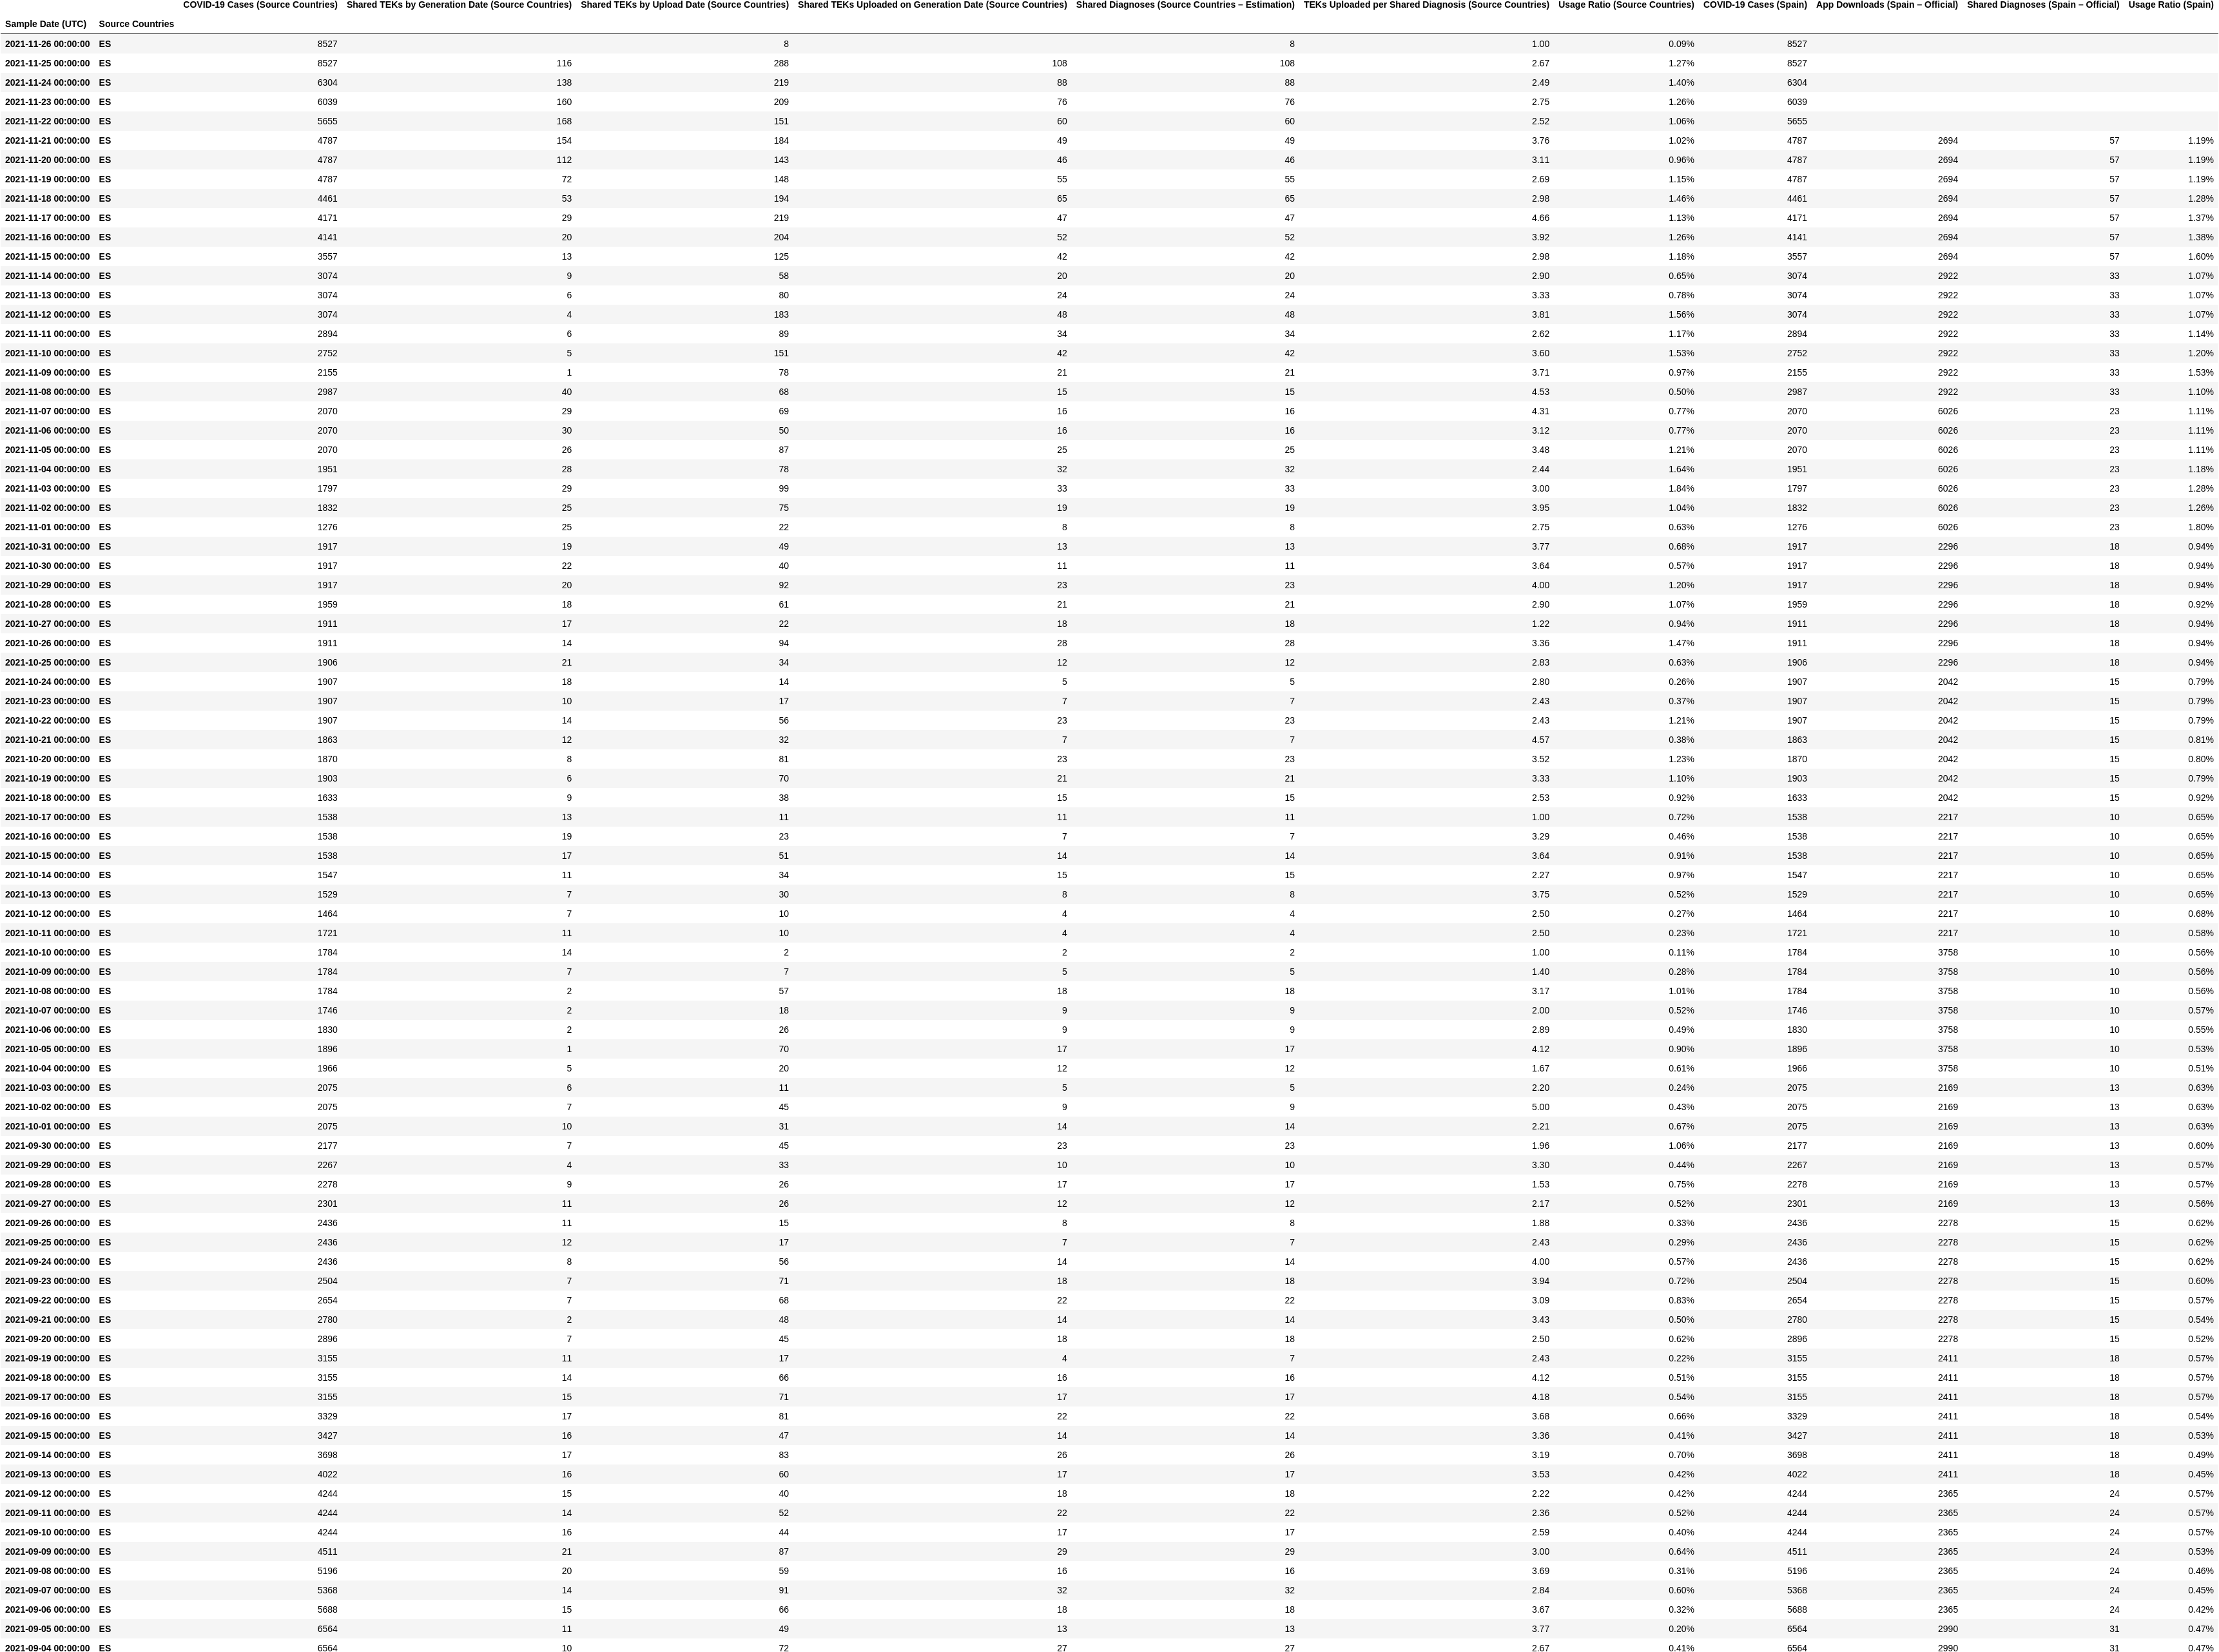 COVID-19 Cases (Source Countries) Shared TEKs by Generation Date (Source Countries) Shared TEKs by Upload Date (Source Countries) Shared TEKs Uploaded on Generation Date (Source Countries) Shared Diagnoses (Source Countries – Estimation) TEKs Uploaded per Shared Diagnosis (Source Countries) Usage Ratio (Source Countries) COVID-19 Cases (Spain) App Downloads (Spain – Official) Shared Diagnoses (Spain – Official) Usage Ratio (Spain)
Sample Date (UTC) Source Countries
2021-11-26 00:00:00 ES 8527 8 8 1.00 0.09% 8527
2021-11-25 00:00:00 ES 8527 116 288 108 108 2.67 1.27% 8527
2021-11-24 00:00:00 ES 6304 138 219 88 88 2.49 1.40% 6304
2021-11-23 00:00:00 ES 6039 160 209 76 76 2.75 1.26% 6039
2021-11-22 00:00:00 ES 5655 168 151 60 60 2.52 1.06% 5655
2021-11-21 00:00:00 ES 4787 154 184 49 49 3.76 1.02% 4787 2694 57 1.19%
2021-11-20 00:00:00 ES 4787 112 143 46 46 3.11 0.96% 4787 2694 57 1.19%
2021-11-19 00:00:00 ES 4787 72 148 55 55 2.69 1.15% 4787 2694 57 1.19%
2021-11-18 00:00:00 ES 4461 53 194 65 65 2.98 1.46% 4461 2694 57 1.28%
2021-11-17 00:00:00 ES 4171 29 219 47 47 4.66 1.13% 4171 2694 57 1.37%
2021-11-16 00:00:00 ES 4141 20 204 52 52 3.92 1.26% 4141 2694 57 1.38%
2021-11-15 00:00:00 ES 3557 13 125 42 42 2.98 1.18% 3557 2694 57 1.60%
2021-11-14 00:00:00 ES 3074 9 58 20 20 2.90 0.65% 3074 2922 33 1.07%
2021-11-13 00:00:00 ES 3074 6 80 24 24 3.33 0.78% 3074 2922 33 1.07%
2021-11-12 00:00:00 ES 3074 4 183 48 48 3.81 1.56% 3074 2922 33 1.07%
2021-11-11 00:00:00 ES 2894 6 89 34 34 2.62 1.17% 2894 2922 33 1.14%
2021-11-10 00:00:00 ES 2752 5 151 42 42 3.60 1.53% 2752 2922 33 1.20%
2021-11-09 00:00:00 ES 2155 1 78 21 21 3.71 0.97% 2155 2922 33 1.53%
2021-11-08 00:00:00 ES 2987 40 68 15 15 4.53 0.50% 2987 2922 33 1.10%
2021-11-07 00:00:00 ES 2070 29 69 16 16 4.31 0.77% 2070 6026 23 1.11%
2021-11-06 00:00:00 ES 2070 30 50 16 16 3.12 0.77% 2070 6026 23 1.11%
2021-11-05 00:00:00 ES 2070 26 87 25 25 3.48 1.21% 2070 6026 23 1.11%
2021-11-04 00:00:00 ES 1951 28 78 32 32 2.44 1.64% 1951 6026 23 1.18%
2021-11-03 00:00:00 ES 1797 29 99 33 33 3.00 1.84% 1797 6026 23 1.28%
2021-11-02 00:00:00 ES 1832 25 75 19 19 3.95 1.04% 1832 6026 23 1.26%
2021-11-01 00:00:00 ES 1276 25 22 8 8 2.75 0.63% 1276 6026 23 1.80%
2021-10-31 00:00:00 ES 1917 19 49 13 13 3.77 0.68% 1917 2296 18 0.94%
2021-10-30 00:00:00 ES 1917 22 40 11 11 3.64 0.57% 1917 2296 18 0.94%
2021-10-29 00:00:00 ES 1917 20 92 23 23 4.00 1.20% 1917 2296 18 0.94%
2021-10-28 00:00:00 ES 1959 18 61 21 21 2.90 1.07% 1959 2296 18 0.92%
2021-10-27 00:00:00 ES 1911 17 22 18 18 1.22 0.94% 1911 2296 18 0.94%
2021-10-26 00:00:00 ES 1911 14 94 28 28 3.36 1.47% 1911 2296 18 0.94%
2021-10-25 00:00:00 ES 1906 21 34 12 12 2.83 0.63% 1906 2296 18 0.94%
2021-10-24 00:00:00 ES 1907 18 14 5 5 2.80 0.26% 1907 2042 15 0.79%
2021-10-23 00:00:00 ES 1907 10 17 7 7 2.43 0.37% 1907 2042 15 0.79%
2021-10-22 00:00:00 ES 1907 14 56 23 23 2.43 1.21% 1907 2042 15 0.79%
2021-10-21 00:00:00 ES 1863 12 32 7 7 4.57 0.38% 1863 2042 15 0.81%
2021-10-20 00:00:00 ES 1870 8 81 23 23 3.52 1.23% 1870 2042 15 0.80%
2021-10-19 00:00:00 ES 1903 6 70 21 21 3.33 1.10% 1903 2042 15 0.79%
2021-10-18 00:00:00 ES 1633 9 38 15 15 2.53 0.92% 1633 2042 15 0.92%
2021-10-17 00:00:00 ES 1538 13 11 11 11 1.00 0.72% 1538 2217 10 0.65%
2021-10-16 00:00:00 ES 1538 19 23 7 7 3.29 0.46% 1538 2217 10 0.65%
2021-10-15 00:00:00 ES 1538 17 51 14 14 3.64 0.91% 1538 2217 10 0.65%
2021-10-14 00:00:00 ES 1547 11 34 15 15 2.27 0.97% 1547 2217 10 0.65%
2021-10-13 00:00:00 ES 1529 7 30 8 8 3.75 0.52% 1529 2217 10 0.65%
2021-10-12 00:00:00 ES 1464 7 10 4 4 2.50 0.27% 1464 2217 10 0.68%
2021-10-11 00:00:00 ES 1721 11 10 4 4 2.50 0.23% 1721 2217 10 0.58%
2021-10-10 00:00:00 ES 1784 14 2 2 2 1.00 0.11% 1784 3758 10 0.56%
2021-10-09 00:00:00 ES 1784 7 7 5 5 1.40 0.28% 1784 3758 10 0.56%
2021-10-08 00:00:00 ES 1784 2 57 18 18 3.17 1.01% 1784 3758 10 0.56%
2021-10-07 00:00:00 ES 1746 2 18 9 9 2.00 0.52% 1746 3758 10 0.57%
2021-10-06 00:00:00 ES 1830 2 26 9 9 2.89 0.49% 1830 3758 10 0.55%
2021-10-05 00:00:00 ES 1896 1 70 17 17 4.12 0.90% 1896 3758 10 0.53%
2021-10-04 00:00:00 ES 1966 5 20 12 12 1.67 0.61% 1966 3758 10 0.51%
2021-10-03 00:00:00 ES 2075 6 11 5 5 2.20 0.24% 2075 2169 13 0.63%
2021-10-02 00:00:00 ES 2075 7 45 9 9 5.00 0.43% 2075 2169 13 0.63%
2021-10-01 00:00:00 ES 2075 10 31 14 14 2.21 0.67% 2075 2169 13 0.63%
2021-09-30 00:00:00 ES 2177 7 45 23 23 1.96 1.06% 2177 2169 13 0.60%
2021-09-29 00:00:00 ES 2267 4 33 10 10 3.30 0.44% 2267 2169 13 0.57%
2021-09-28 00:00:00 ES 2278 9 26 17 17 1.53 0.75% 2278 2169 13 0.57%
2021-09-27 00:00:00 ES 2301 11 26 12 12 2.17 0.52% 2301 2169 13 0.56%
2021-09-26 00:00:00 ES 2436 11 15 8 8 1.88 0.33% 2436 2278 15 0.62%
2021-09-25 00:00:00 ES 2436 12 17 7 7 2.43 0.29% 2436 2278 15 0.62%
2021-09-24 00:00:00 ES 2436 8 56 14 14 4.00 0.57% 2436 2278 15 0.62%
2021-09-23 00:00:00 ES 2504 7 71 18 18 3.94 0.72% 2504 2278 15 0.60%
2021-09-22 00:00:00 ES 2654 7 68 22 22 3.09 0.83% 2654 2278 15 0.57%
2021-09-21 00:00:00 ES 2780 2 48 14 14 3.43 0.50% 2780 2278 15 0.54%
2021-09-20 00:00:00 ES 2896 7 45 18 18 2.50 0.62% 2896 2278 15 0.52%
2021-09-19 00:00:00 ES 3155 11 17 4 7 2.43 0.22% 3155 2411 18 0.57%
2021-09-18 00:00:00 ES 3155 14 66 16 16 4.12 0.51% 3155 2411 18 0.57%
2021-09-17 00:00:00 ES 3155 15 71 17 17 4.18 0.54% 3155 2411 18 0.57%
2021-09-16 00:00:00 ES 3329 17 81 22 22 3.68 0.66% 3329 2411 18 0.54%
2021-09-15 00:00:00 ES 3427 16 47 14 14 3.36 0.41% 3427 2411 18 0.53%
2021-09-14 00:00:00 ES 3698 17 83 26 26 3.19 0.70% 3698 2411 18 0.49%
2021-09-13 00:00:00 ES 4022 16 60 17 17 3.53 0.42% 4022 2411 18 0.45%
2021-09-12 00:00:00 ES 4244 15 40 18 18 2.22 0.42% 4244 2365 24 0.57%
2021-09-11 00:00:00 ES 4244 14 52 22 22 2.36 0.52% 4244 2365 24 0.57%
2021-09-10 00:00:00 ES 4244 16 44 17 17 2.59 0.40% 4244 2365 24 0.57%
2021-09-09 00:00:00 ES 4511 21 87 29 29 3.00 0.64% 4511 2365 24 0.53%
2021-09-08 00:00:00 ES 5196 20 59 16 16 3.69 0.31% 5196 2365 24 0.46%
2021-09-07 00:00:00 ES 5368 14 91 32 32 2.84 0.60% 5368 2365 24 0.45%
2021-09-06 00:00:00 ES 5688 15 66 18 18 3.67 0.32% 5688 2365 24 0.42%
2021-09-05 00:00:00 ES 6564 11 49 13 13 3.77 0.20% 6564 2990 31 0.47%
2021-09-04 00:00:00 ES 6564 10 72 27 27 2.67 0.41% 6564 2990 31 0.47%